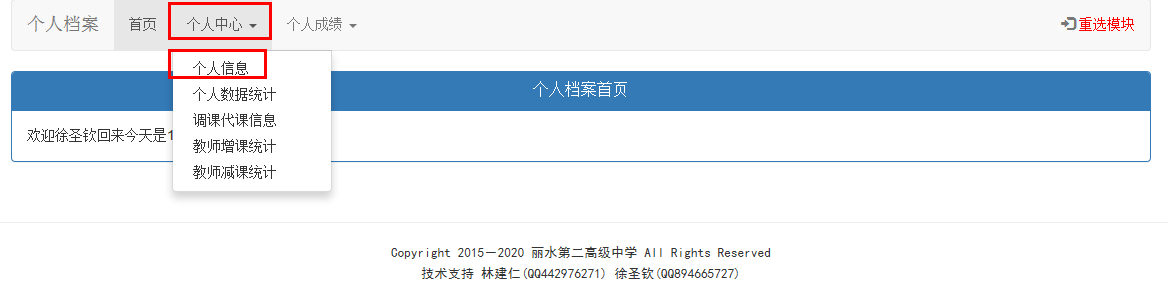 个人档案 首页 个人中心 个人成绩 重选模块
个人信息
个人数据统计
调课代课信息
教师增课统计
教师减课统计
个人档案首页
欢迎徐圣钦回来今天是1
Copyright 2015－2020 丽水第二高级中学 All Rights Reserved
技术支持 林建仁(QQ442976271) 徐圣钦(QQ894665727)